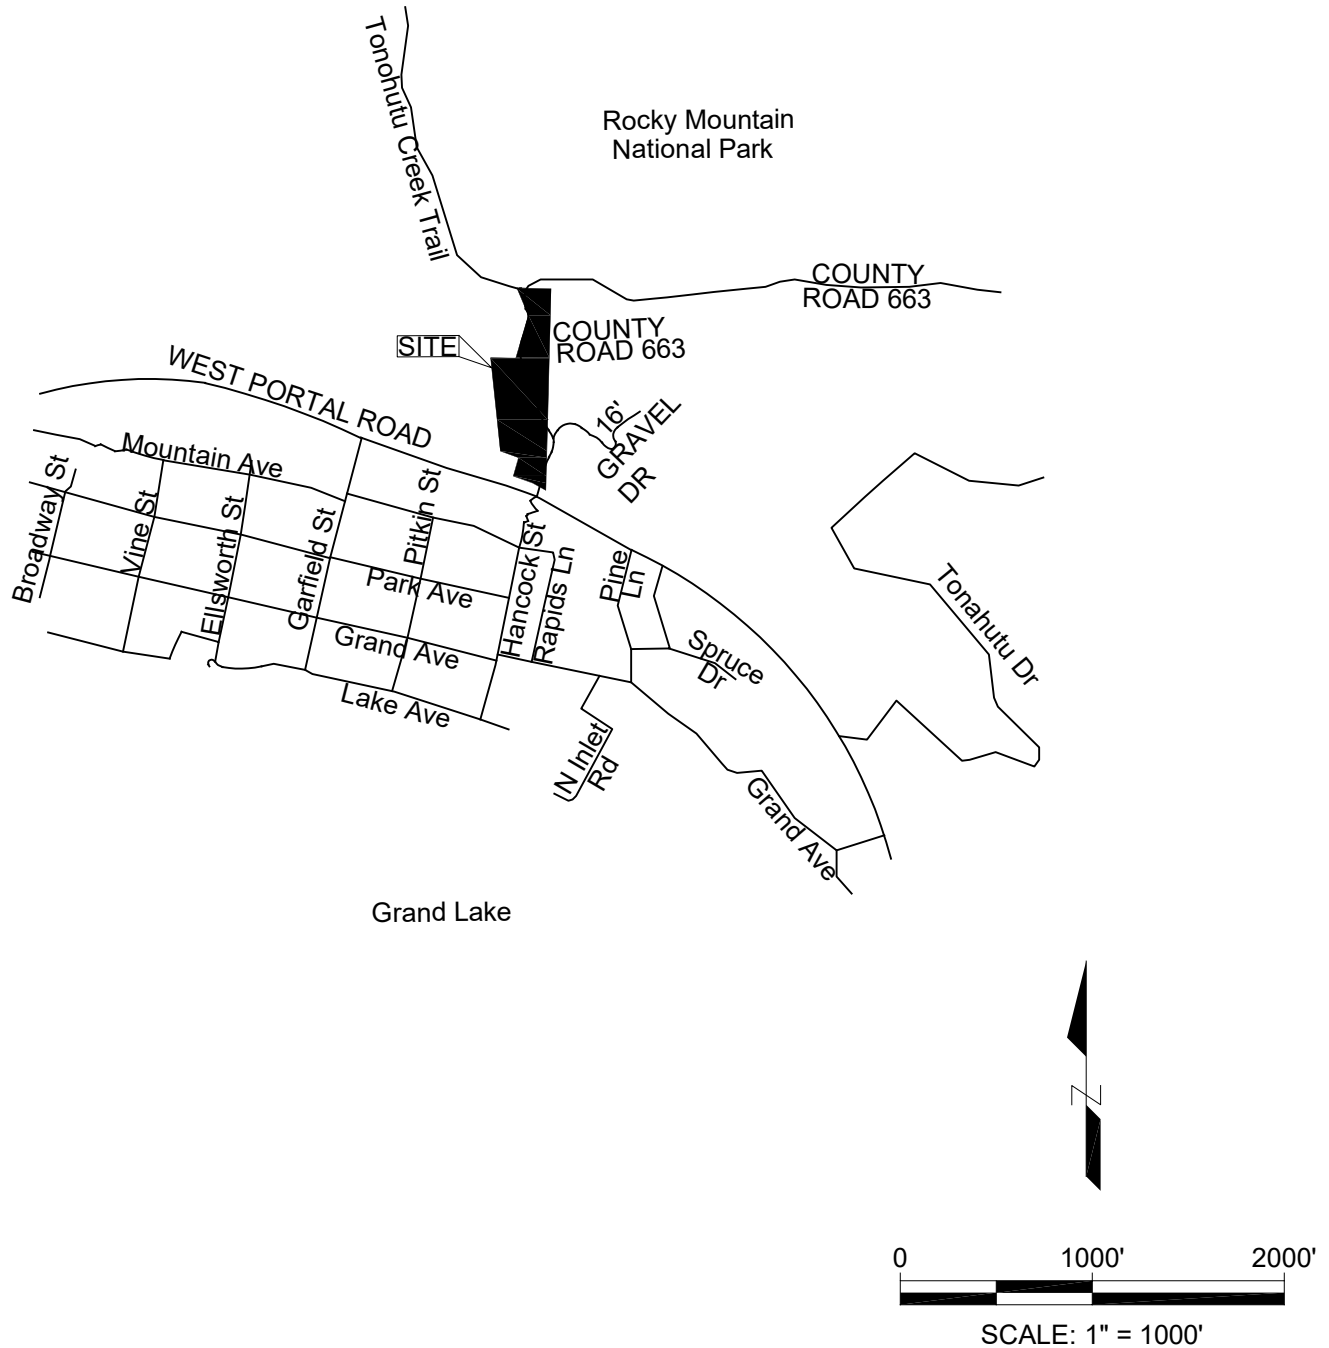 Tonohutu Creek Trail
Rocky Mountain
National Park
COUNTY
ROAD 663
COUNTY
ROAD 663
SITE
WEST PORTAL ROAD
16'
GRAVEL
DR
Mountain Ave
Broadway St
Vine St
Ellsworth St
Garfield St
Pitkin St
Hancock St
Rapids Ln
Pine
Ln
Park Ave
Grand Ave
Lake Ave
Spruce
Dr
Tonahutu Dr
N Inlet
Rd
Grand Ave
Grand Lake
N
0 1000' 2000'
SCALE: 1" = 1000'